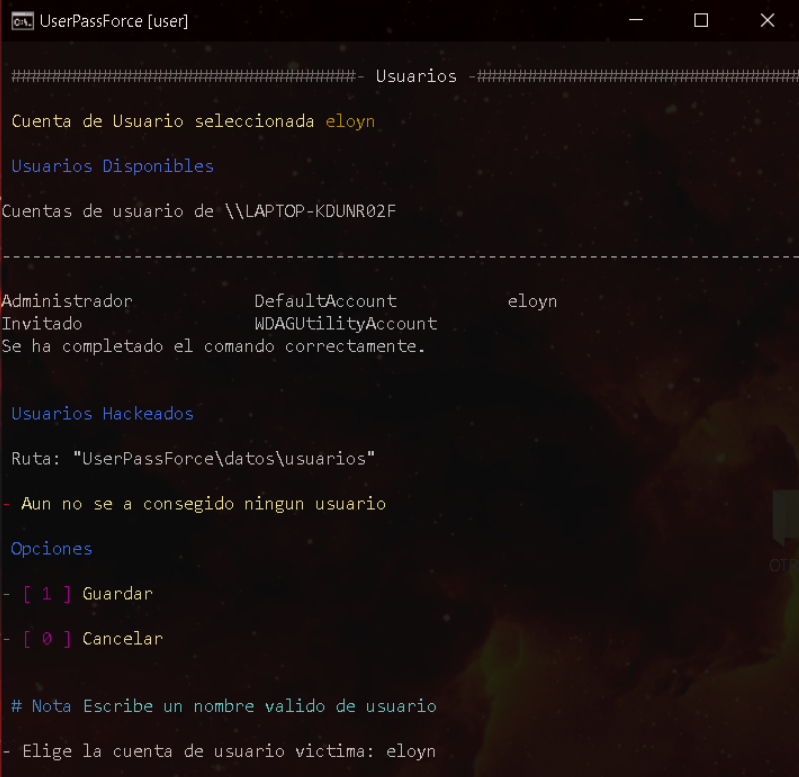 UserPassForce [user]
##################################- Usuarios -################################
Cuenta de Usuario seleccionada eloyn
Usuarios Disponibles
Cuentas de usuario de \\LAPTOP-KDUNR02F
-------------------------------------------------------------------------------
Administrador DefaultAccount eloyn
Invitado WDAGUtilityAccount
Se ha completado el comando correctamente.
Usuarios Hackeados
Ruta: "UserPassForce\datos\usuarios"
- Aun no se a consegido ningun usuario
Opciones
- [ 1 ] Guardar
- [ 0 ] Cancelar
# Nota Escribe un nombre valido de usuario
- Elige la cuenta de usuario victima: eloyn